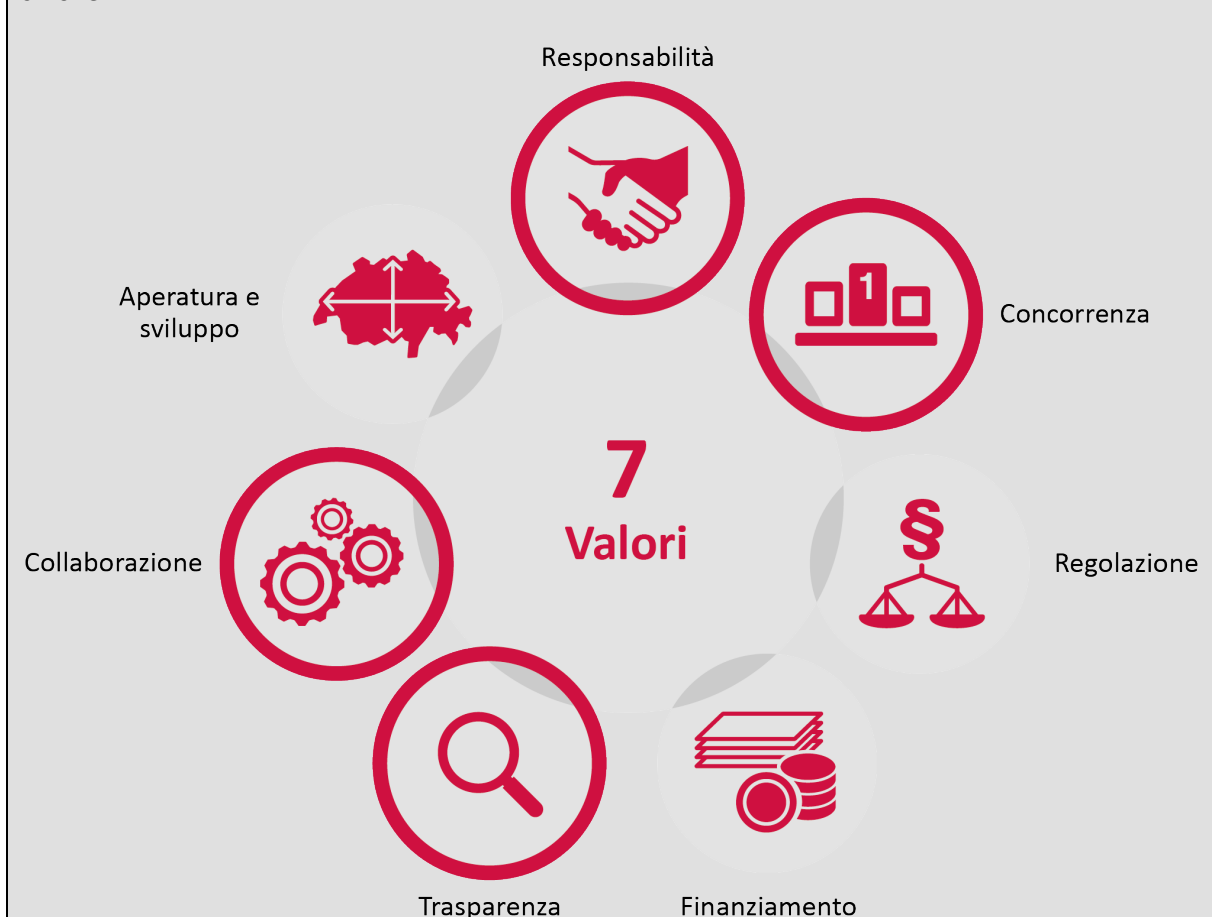 Responsabilità
1
Concorrenza
Aperatura e
sviluppo
7
Valori
§
Collaborazione
Regolazione
Trasparenza
Finanziamento